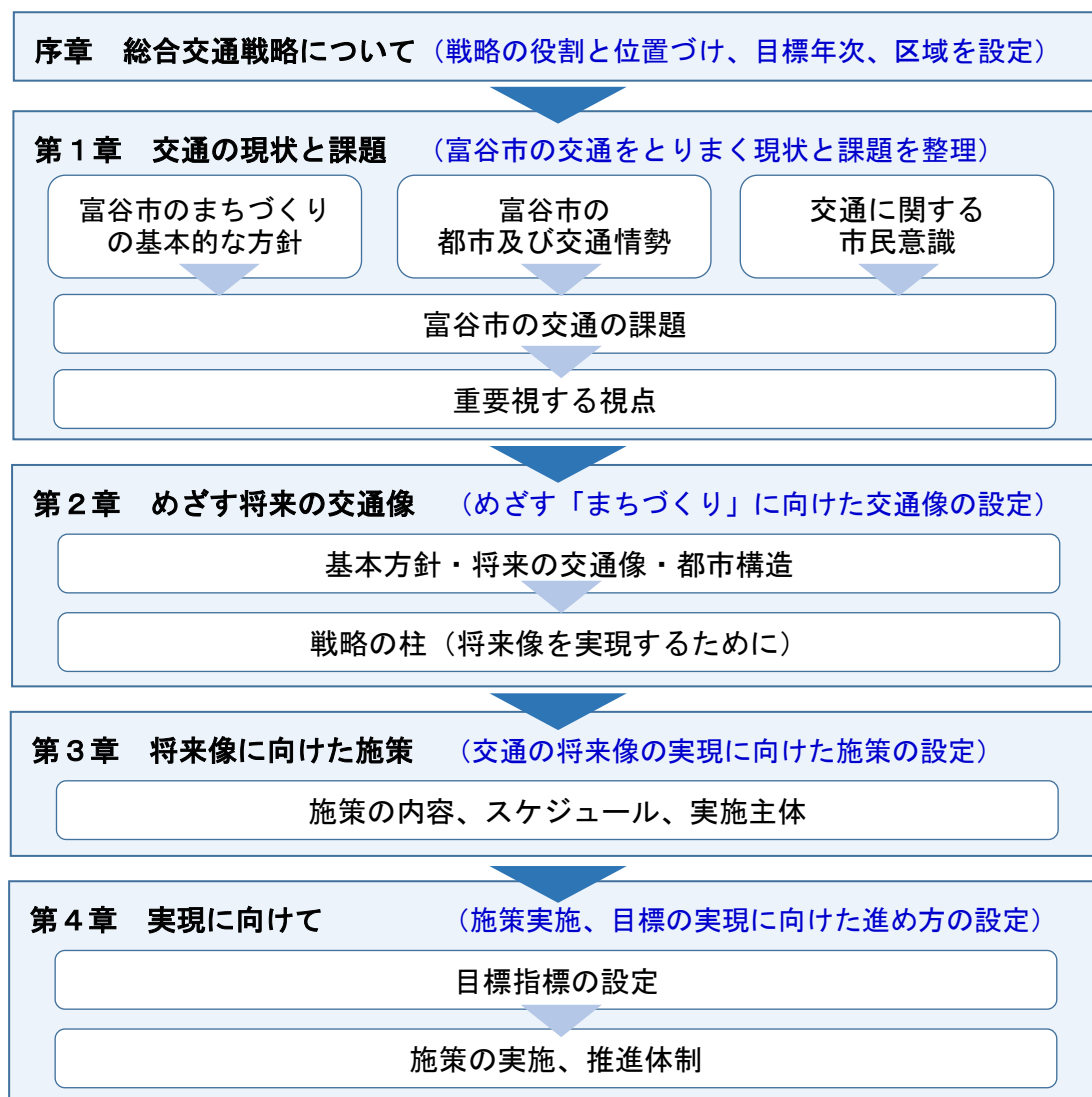 序章　総合交通戦略について（戦略の役割と位置づけ、目標年次、区域を設定）
第１章　交通の現状と課題　（富谷市の交通をとりまく現状と課題を整理）
富谷市のまちづくり
の基本的な方針
富谷市の
都市及び交通情勢
交通に関する
市民意識
富谷市の交通の課題
重要視する視点
第２章　めざす将来の交通像　（めざす「まちづくり」に向けた交通像の設定）
基本方針・将来の交通像・都市構造
戦略の柱（将来像を実現するために）
第３章　将来像に向けた施策　（交通の将来像の実現に向けた施策の設定）
施策の内容、スケジュール、実施主体
第４章　実現に向けて　（施策実施、目標の実現に向けた進め方の設定）
目標指標の設定
施策の実施、推進体制